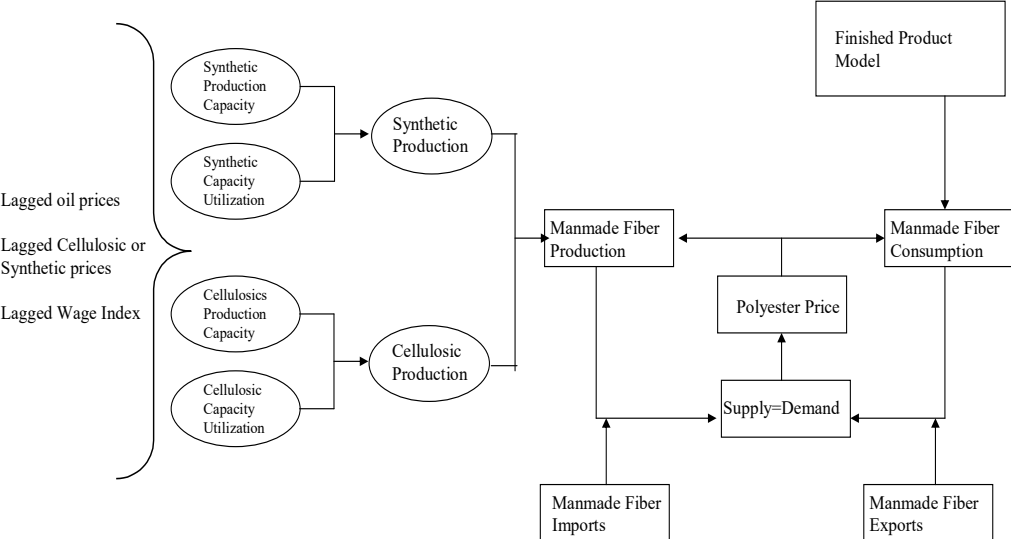 Lagged oil prices
Lagged Cellulosic or
Synthetic prices
Lagged Wage Index
Synthetic
Production
Capacity
Synthetic
Capacity
Utilization
Cellulosics
Production
Capacity
Cellulosic
Capacity
Utilization
Synthetic
Production
Cellulosic
Production
Manmade Fiber
Production
Finished Product
Model
Manmade Fiber
Consumption
Polyester Price
Supply=Demand
Manmade Fiber
Imports
Manmade Fiber
Exports